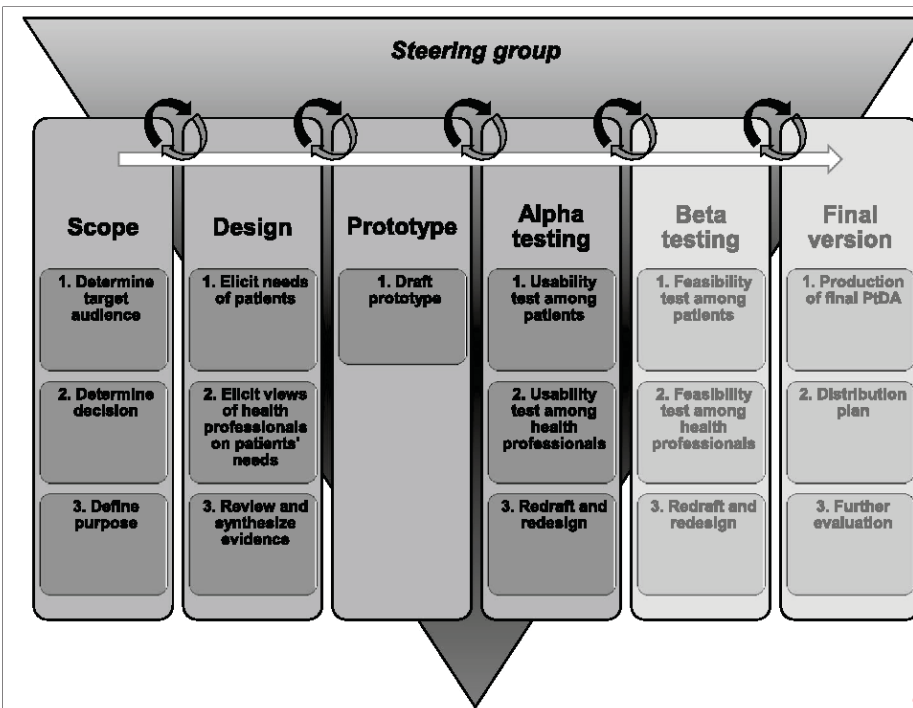 Steering group
Scope
1. Determine
target
audience
2. Determine
decision
3. Define
purpose
Design
1. Elicit needs
of patients
2. Elicit views
of health
professionals
on patients'
needs
3. Review and
synthesize
evidence
Prototype
1. Draft
prototype
Alpha
testing
1. Usability
test among
patients
2. Usability
test among
health
professionals
3. Redraft and
redesign
Beta
testing
1. Feasibility
test among
patients
2. Feasibility
test among
health
professionals
3. Redraft and
redesign
Final
version
1. Production
of final PtDA
2. Distribution
plan
3. Further
evaluation